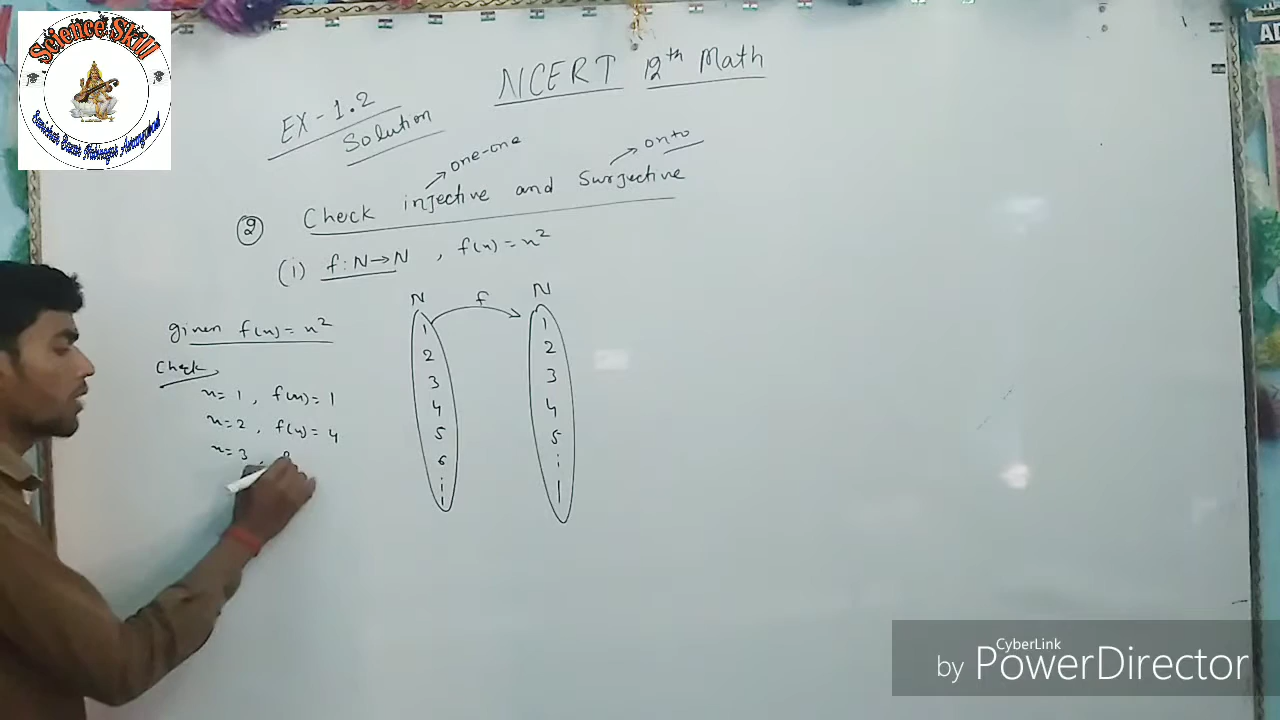 Science Skill
NCERT 12th Math
EX-1.2
Solution
one-one
onto
② Check injective and Surjective
(i) f:N→N , f(x)=x²
N f N
given f(x)=x²
Check
x=1, f(x)=1
x=2, f(x)=4
x=3,
1
2
3
4
5
6
1
2
3
4
5
CyberLink
by PowerDirector